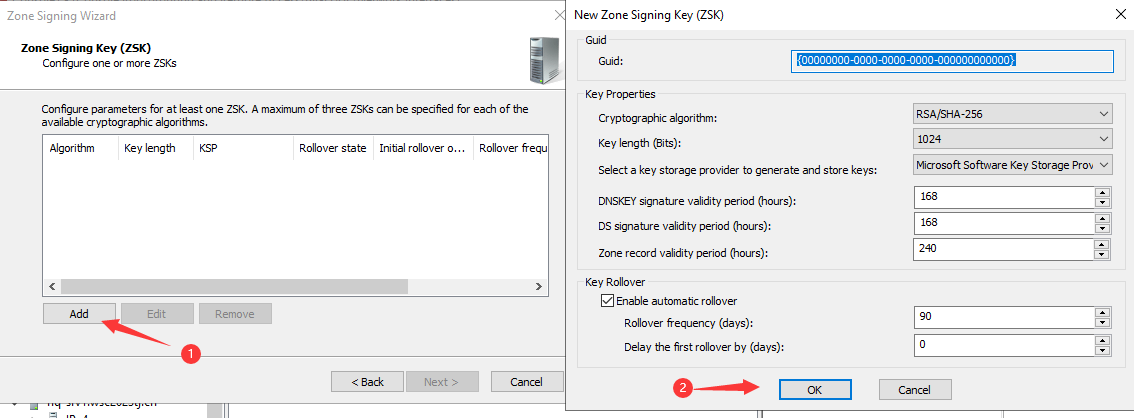 Zone Signing Wizard
Zone Signing Key (ZSK)
Configure one or more ZSKs
Configure parameters for at least one ZSK. A maximum of three ZSKs can be specified for each of the
available cryptographic algorithms.
Algorithm Key length KSP Rollover state Initial rollover o... Rollover frequ
Add Edit Remove
1
< Back Next > Cancel
New Zone Signing Key (ZSK)
Guid
Guid: {00000000-0000-0000-0000-000000000000}
Key Properties
Cryptographic algorithm: RSA/SHA-256
Key length (Bits): 1024
Select a key storage provider to generate and store keys: Microsoft Software Key Storage Prov
DNSKEY signature validity period (hours): 168
DS signature validity period (hours): 168
Zone record validity period (hours): 240
Key Rollover
Enable automatic rollover
Rollover frequency (days): 90
Delay the first rollover by (days): 0
2
OK Cancel